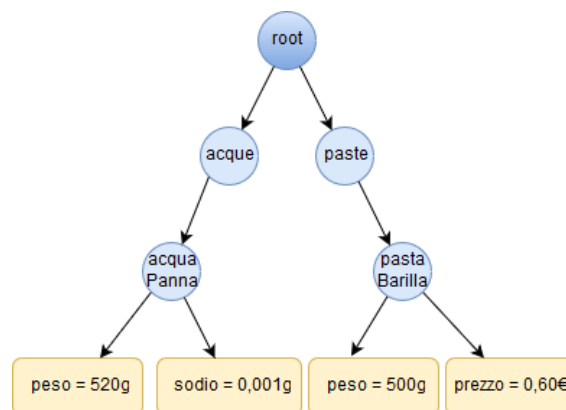 root
acque
paste
acqua
Panna
pasta
Barilla
peso = 520g
sodio = 0,001g
peso = 500g
prezzo = 0,60€